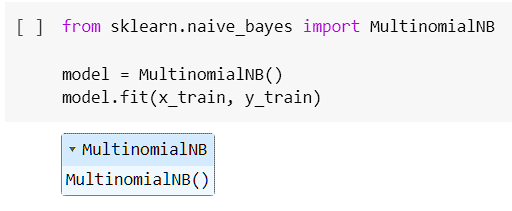 [ ] from sklearn.naive_bayes import MultinomialNB
model = MultinomialNB()
model.fit(x_train, y_train)
▾ MultinomialNB
MultinomialNB()